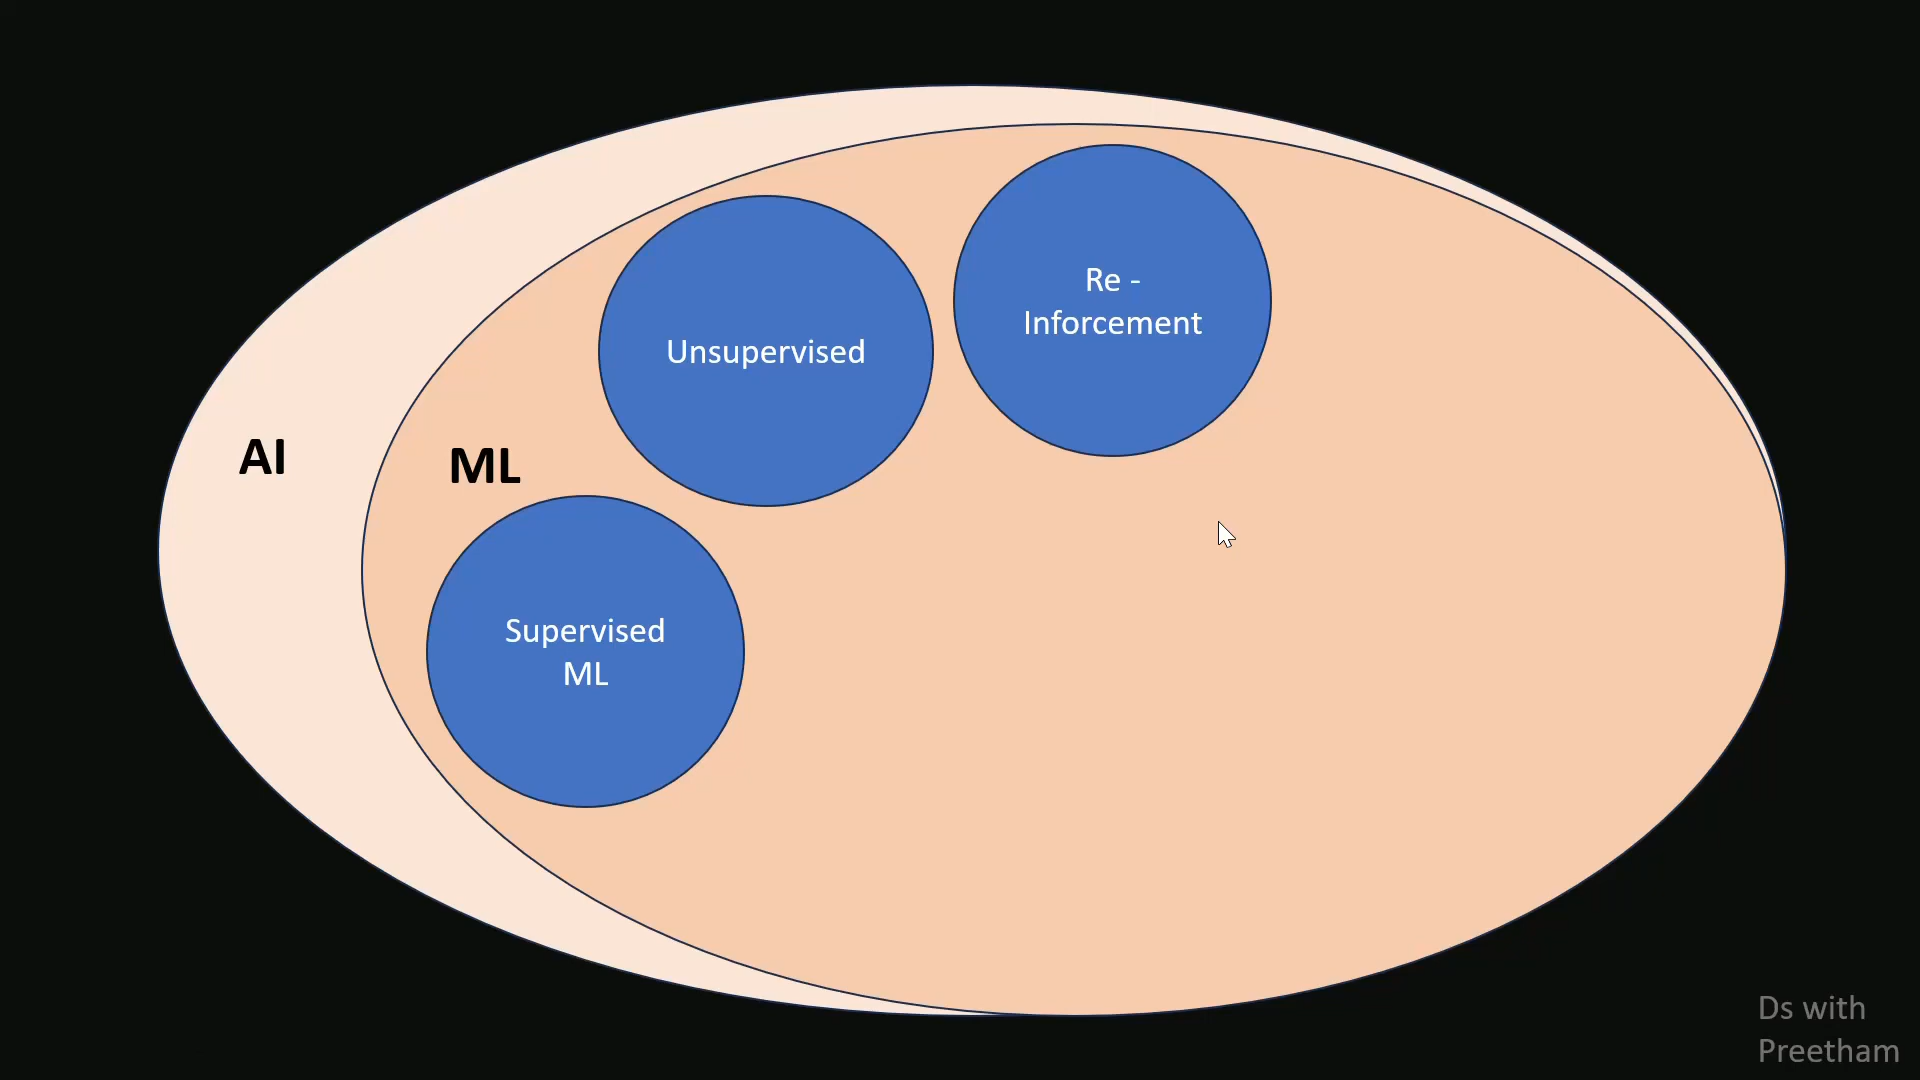 AI
ML
Unsupervised
Re -
Inforcement
Supervised
ML
Ds with
Preetham